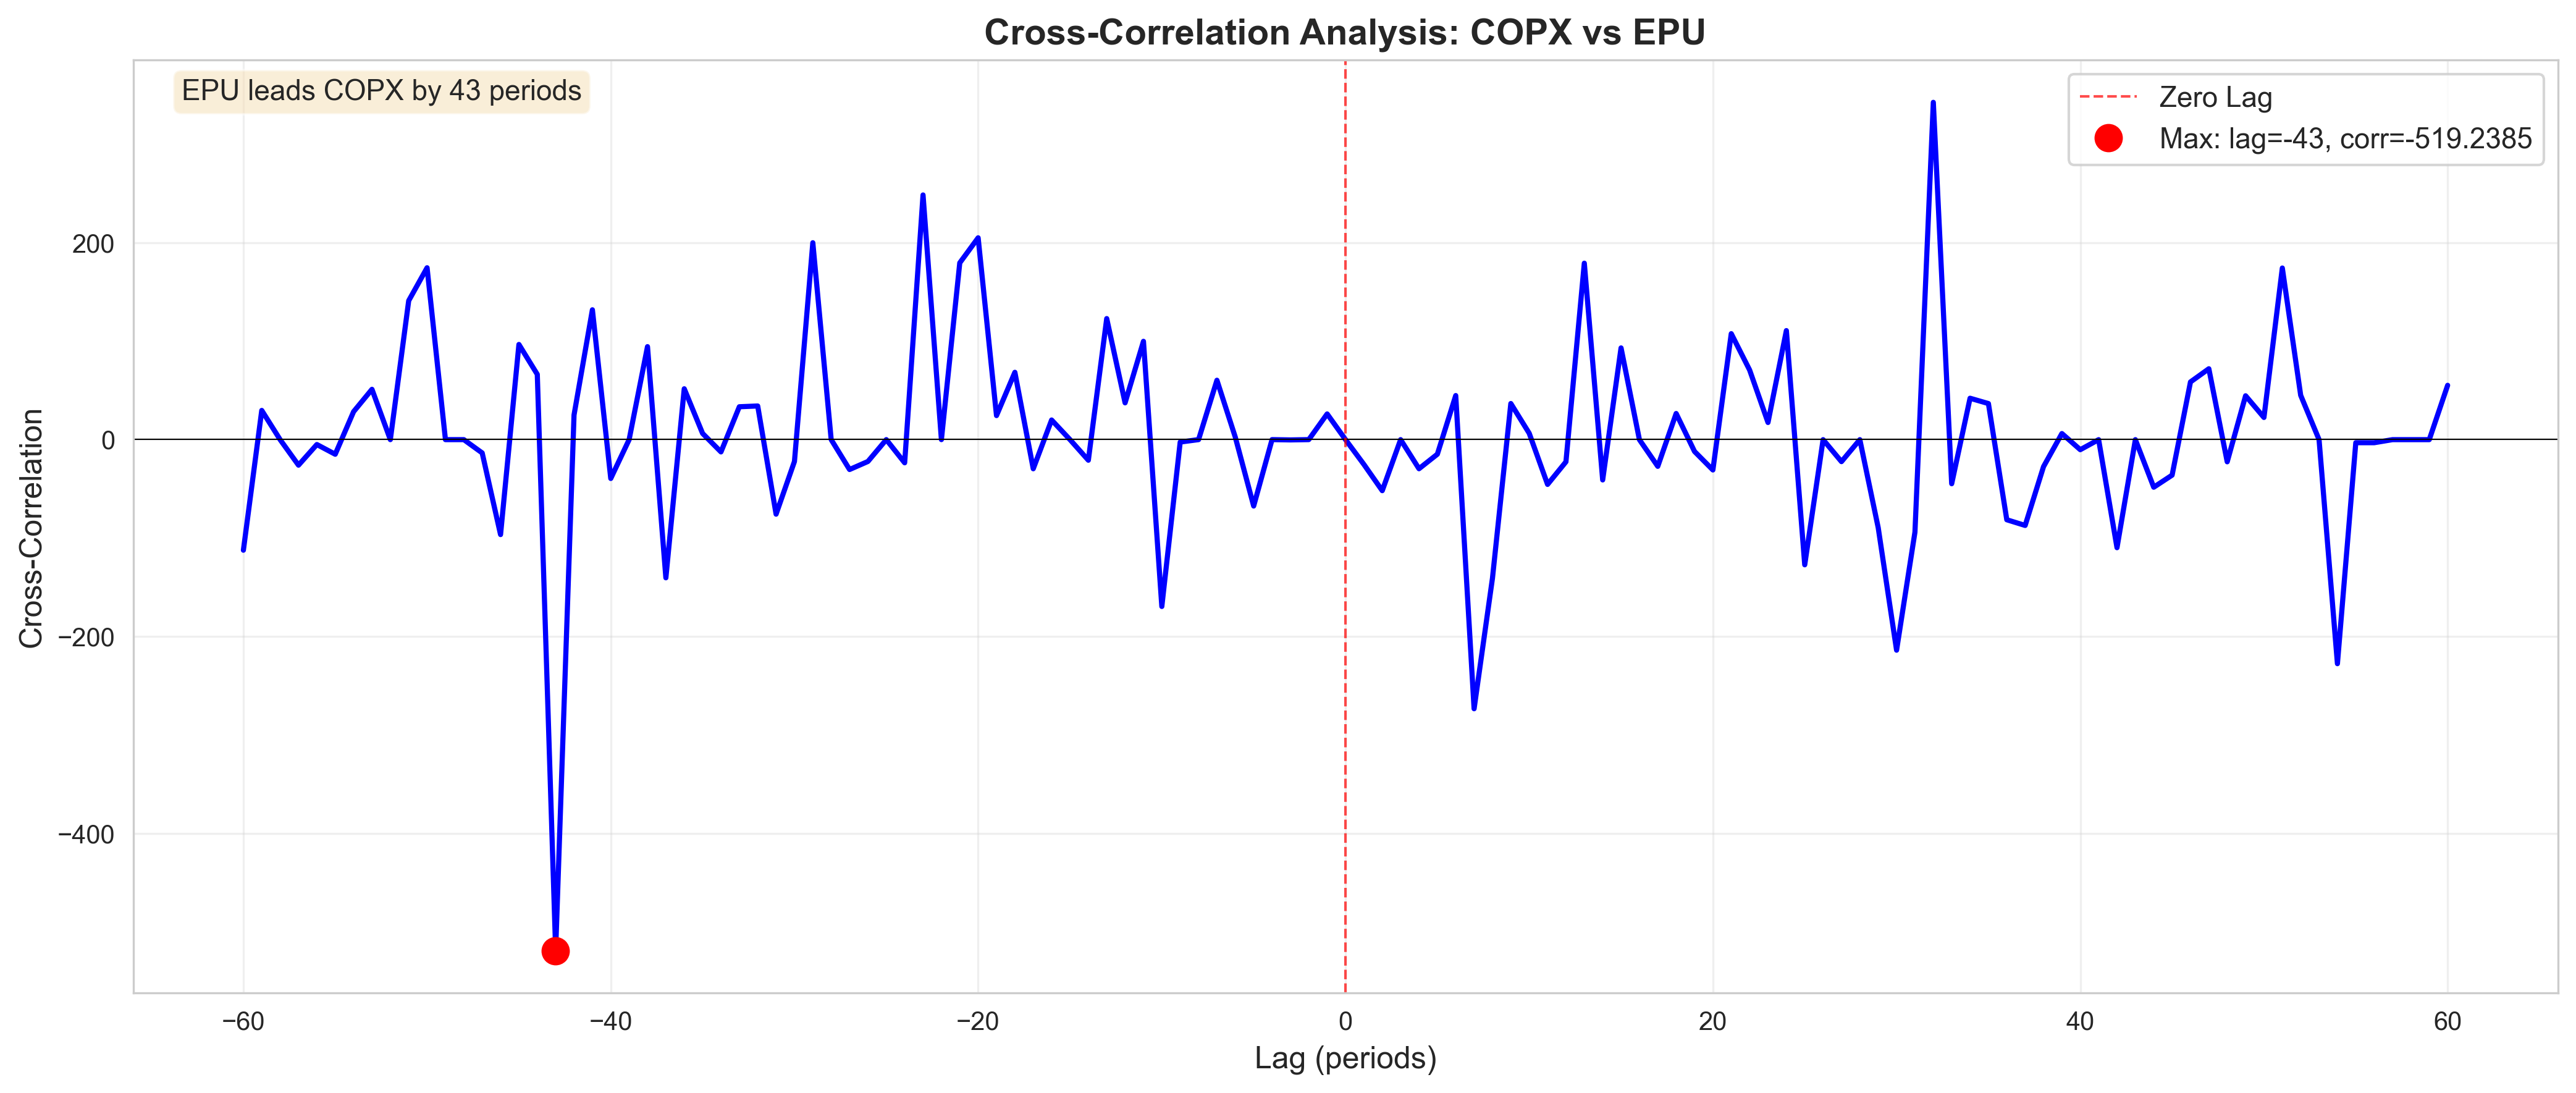 Cross-Correlation Analysis: COPX vs EPU
EPU leads COPX by 43 periods
Zero Lag
Max: lag=-43, corr=-519.2385
Cross-Correlation
200
0
−200
−400
−60
−40
−20
0
20
40
60
Lag (periods)